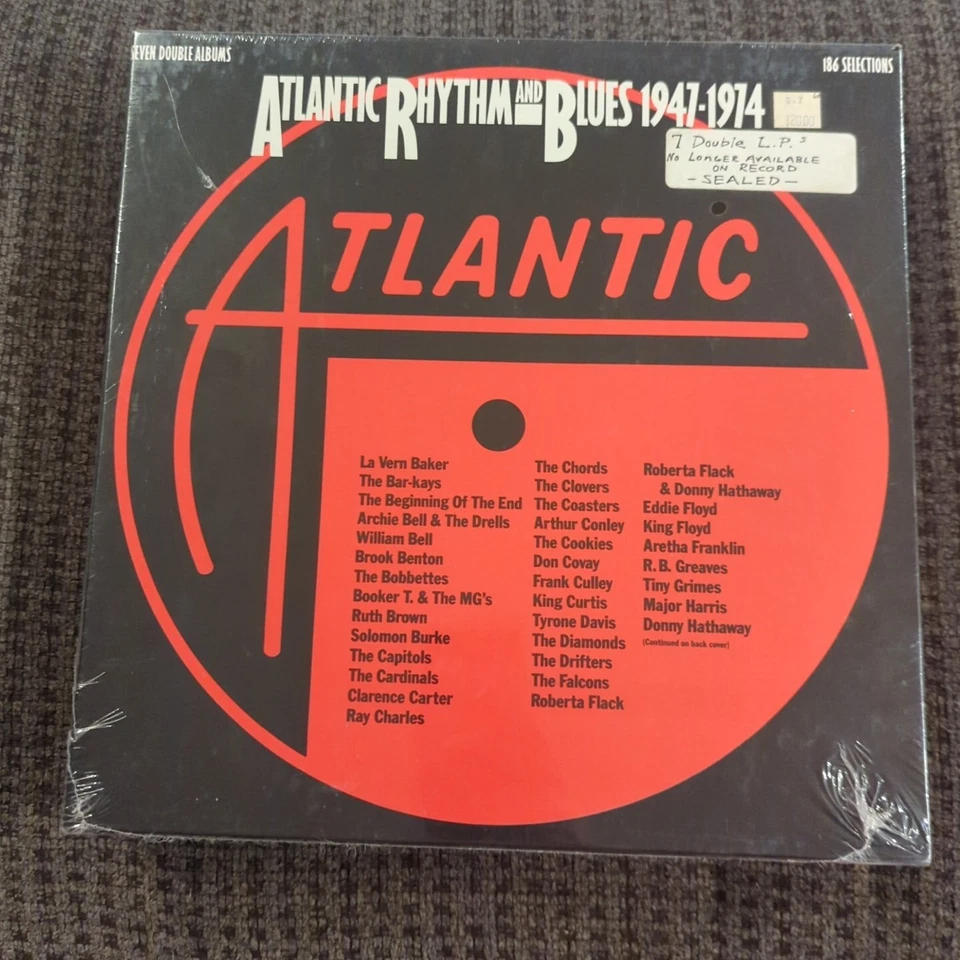 EVEN DOUBLE ALBUMS
186 SELECTIONS
ATLANTIC RHYTHM AND BLUES 1947-1974
7 Double L.P.s
No LONGER AVAILABLE
ON RECORD
- SEALED -
ATLANTIC
La Vern Baker
The Bar-kays
The Beginning Of The End
Archie Bell & The Drells
William Bell
Brook Benton
The Bobbettes
Booker T. & The MG's
Ruth Brown
Solomon Burke
The Capitols
The Cardinals
Clarence Carter
Ray Charles
The Chords
The Clovers
The Coasters
Arthur Conley
The Cookies
Don Covay
Frank Culley
King Curtis
Tyrone Davis
The Diamonds
The Drifters
The Falcons
Roberta Flack
Roberta Flack
& Donny Hathaway
Eddie Floyd
King Floyd
Aretha Franklin
R.B. Greaves
Tiny Grimes
Major Harris
Donny Hathaway
(Continued on back cover)